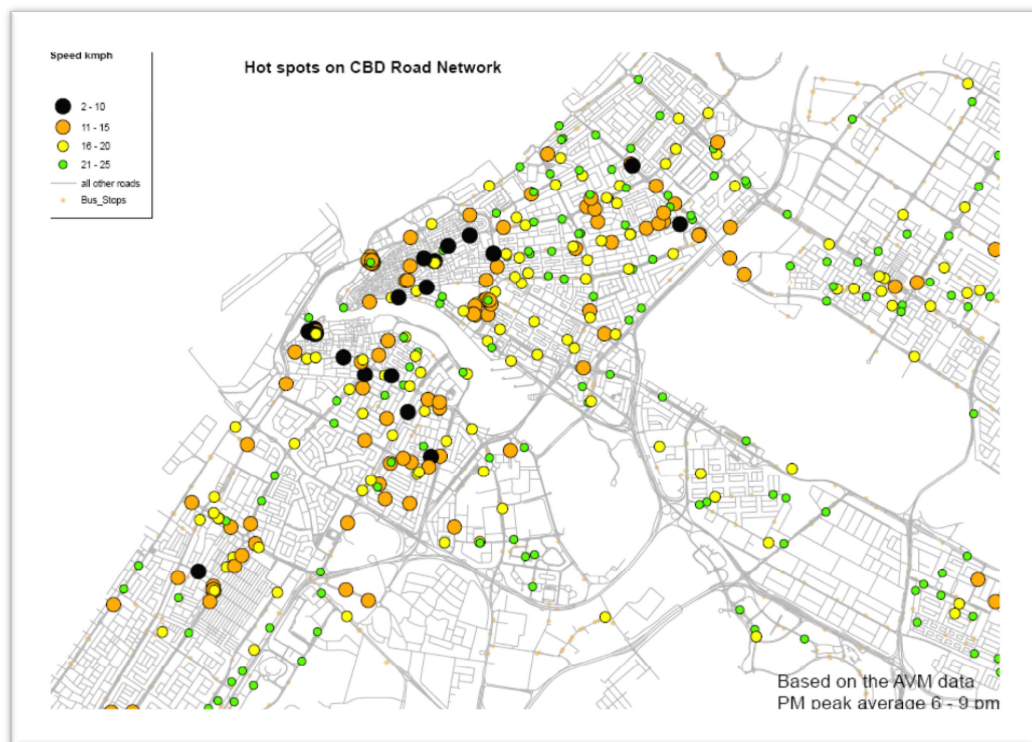 Speed kmph
Hot spots on CBD Road Network
2 - 10
11 - 15
16 - 20
21 - 25
all other roads
Bus_Stops
Based on the AVM data
PM peak average 6 - 9 pm